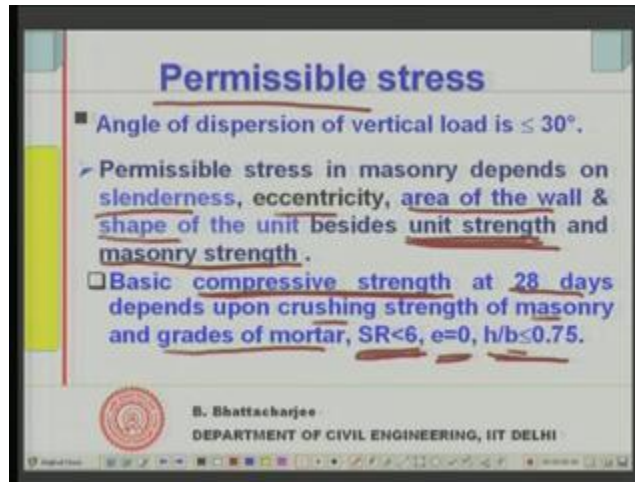 Permissible stress
Angle of dispersion of vertical load is ≤ 30°.
Permissible stress in masonry depends on
slenderness, eccentricity, area of the wall &
shape of the unit besides unit strength and
masonry strength .
Basic compressive strength at 28 days
depends upon crushing strength of masonry
and grades of mortar, SR<6, e=0, h/b≤0.75.
B. Bhattacharjee
DEPARTMENT OF CIVIL ENGINEERING, IIT DELHI